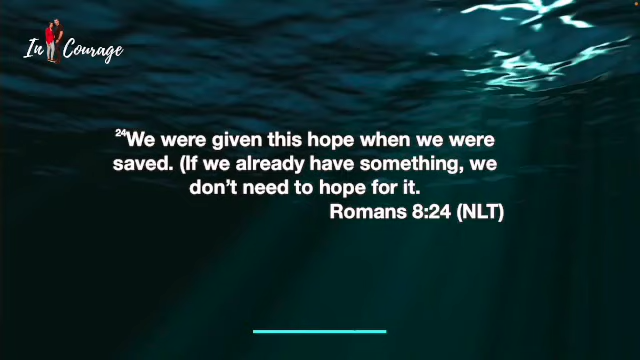 In Courage
²⁴We were given this hope when we were
saved. (If we already have something, we
don’t need to hope for it.
Romans 8:24 (NLT)